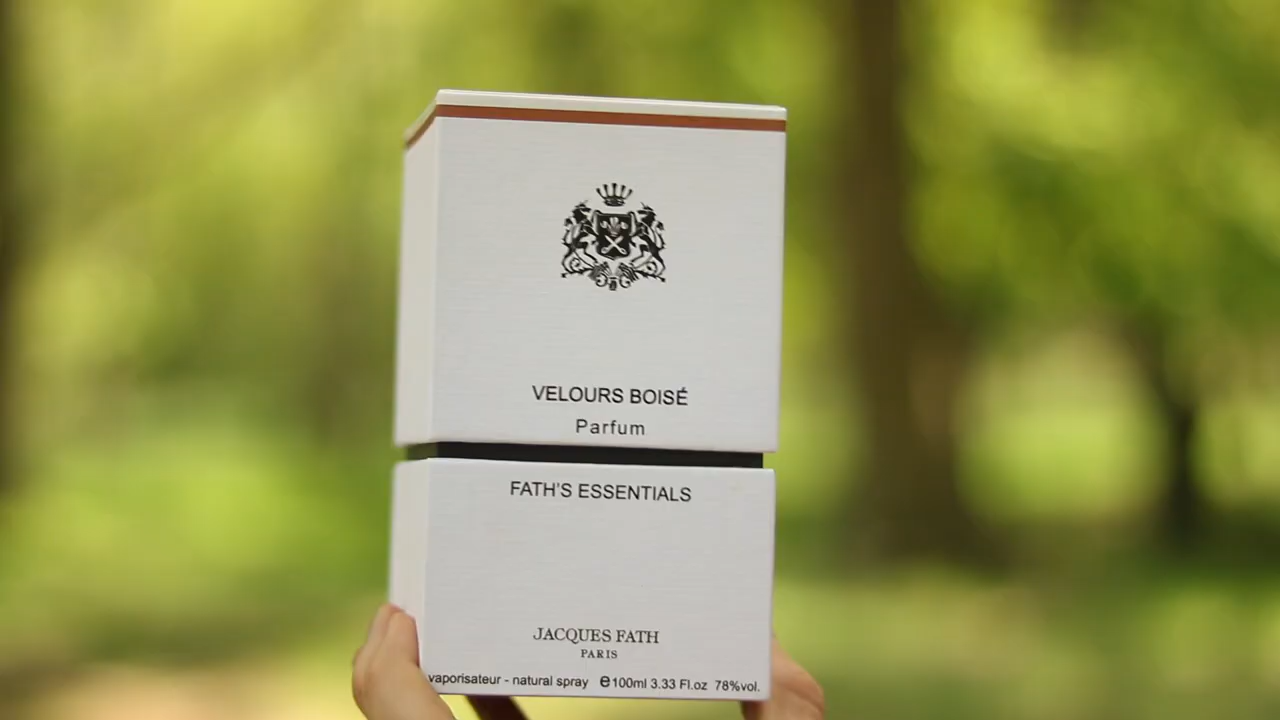 VELOURS BOISÉ
Parfum
FATH'S ESSENTIALS
JACQUES FATH
PARIS
vaporisateur - natural spray ℮100ml 3.33 Fl.oz 78%vol.